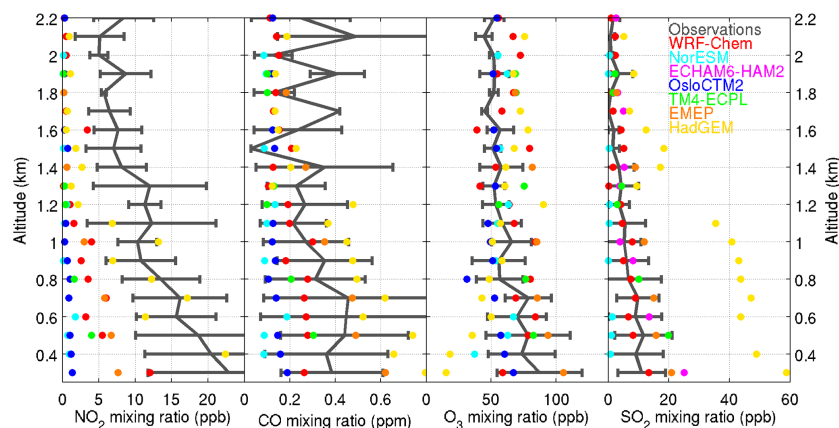 2.2
2
1.8
1.6
1.4
1.2
1
0.8
0.6
0.4
Altitude (km)
0 5 10 15 20
NO2 mixing ratio (ppb)
0 0.2 0.4 0.6 0
CO mixing ratio (ppm)
50 100
O3 mixing ratio (ppb)
0 20 40 60
SO2 mixing ratio (ppb)
Observations
WRF-Chem
NorESM
ECHAM6-HAM2
OsloCTM2
TM4-ECPL
EMEP
HadGEM
2.2
2
1.8
1.6
1.4
1.2
1
0.8
0.6
0.4
Altitude (km)